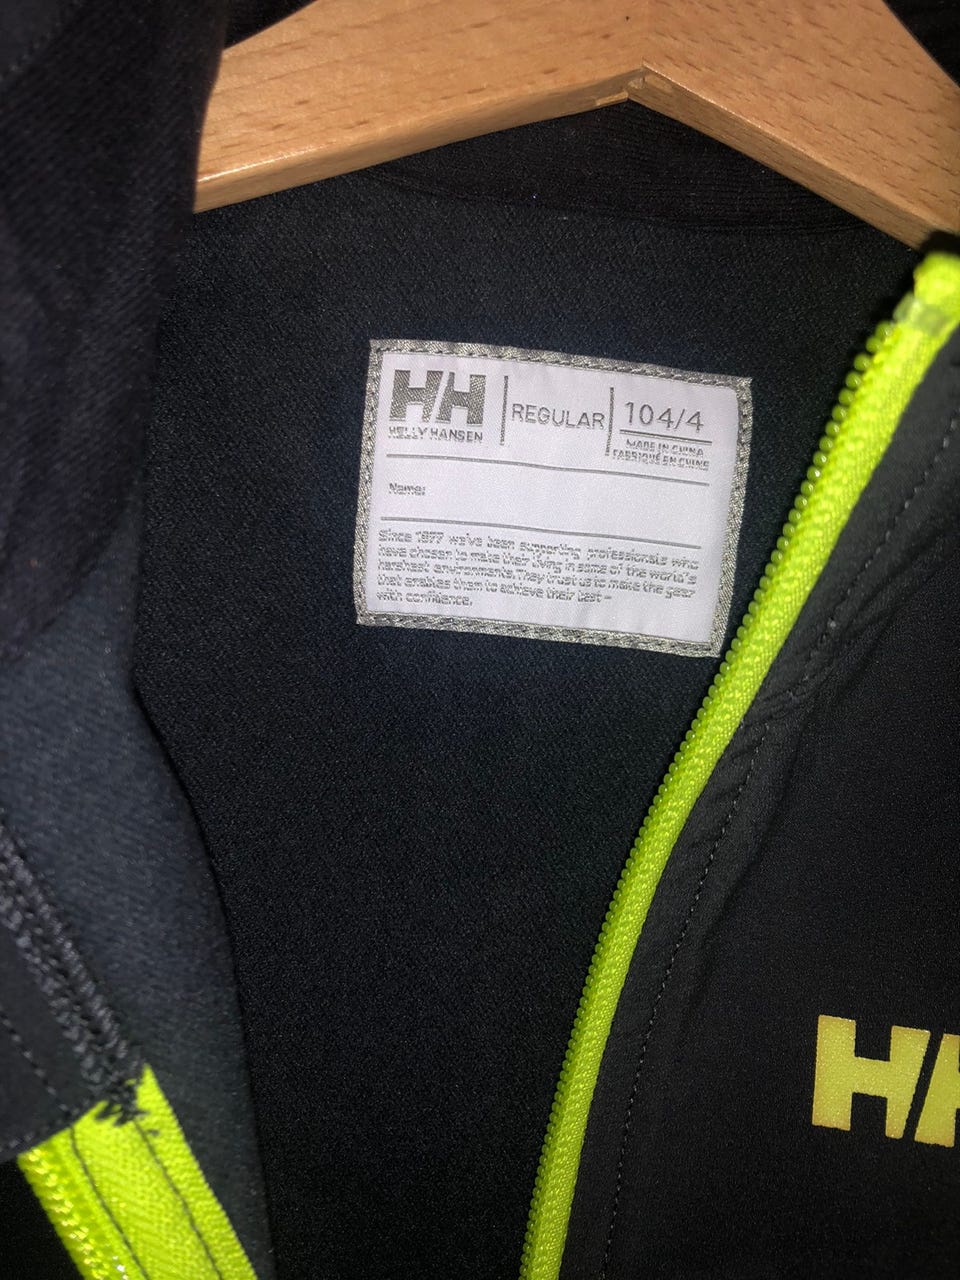 HH
HELLY HANSEN
REGULAR
104/4
MADE IN CHINA
FABRIQUÉ EN CHINE
Name:
Since 1877 we've been supporting professionals who
have chosen to make their living in some of the world's
harshest environments. They trust us to make the gear
that enables them to achieve their best –
with confidence.
HH